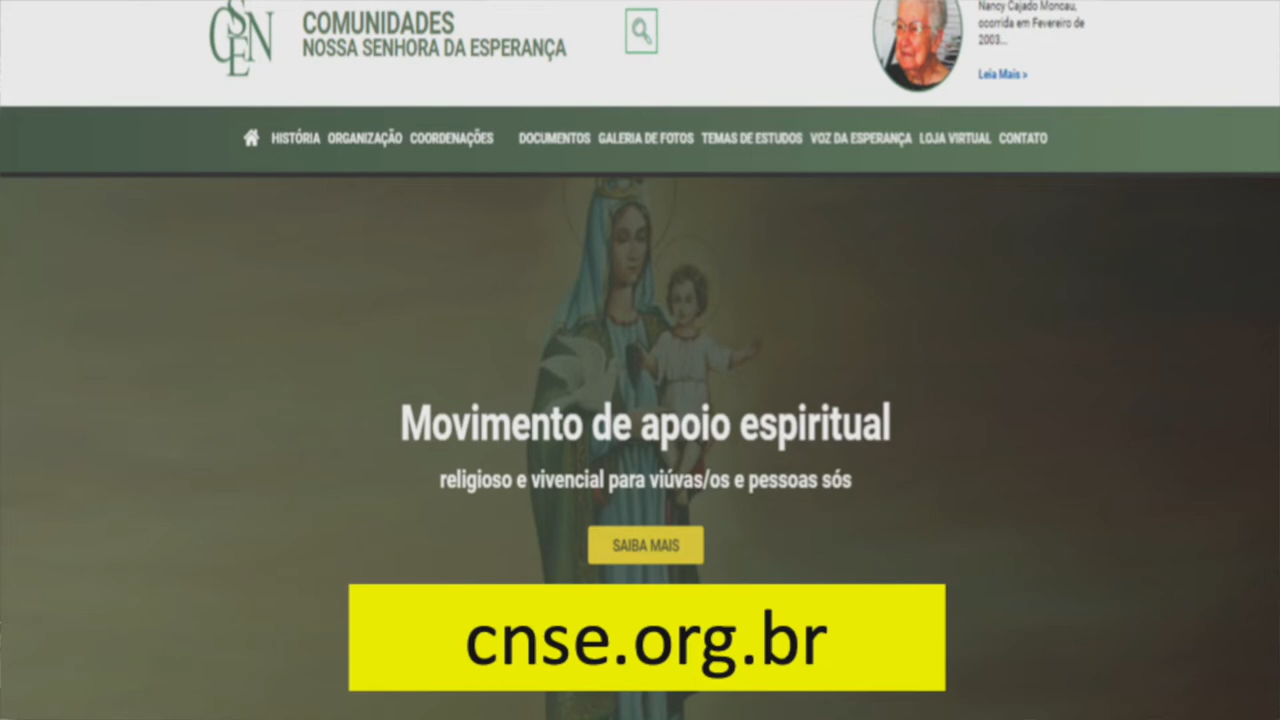 CNSE
COMUNIDADES
NOSSA SENHORA DA ESPERANÇA
Nancy Cajado Moncau,
ocorrida em Fevereiro de
2003...
Leia Mais >
HISTÓRIA ORGANIZAÇÃO COORDENAÇÕES DOCUMENTOS GALERIA DE FOTOS TEMAS DE ESTUDOS VOZ DA ESPERANÇA LOJA VIRTUAL CONTATO
Movimento de apoio espiritual
religioso e vivencial para viúvas/os e pessoas sós
SAIBA MAIS
cnse.org.br